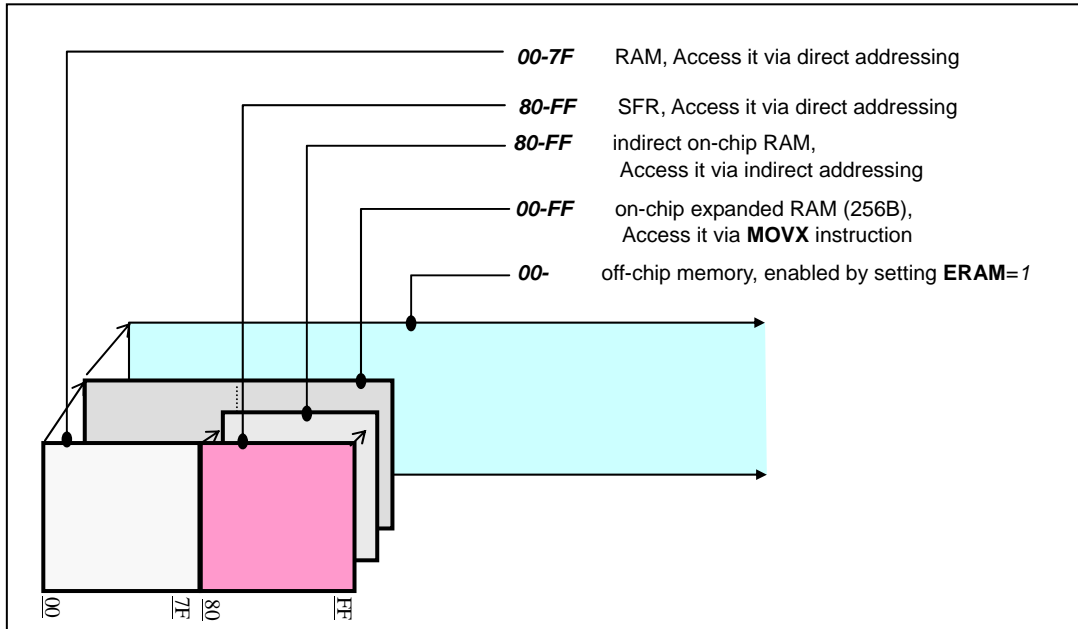 00-7F RAM, Access it via direct addressing
80-FF SFR, Access it via direct addressing
80-FF indirect on-chip RAM,
Access it via indirect addressing
00-FF on-chip expanded RAM (256B),
Access it via MOVX instruction
00- off-chip memory, enabled by setting ERAM=1
00 7F 80 FF